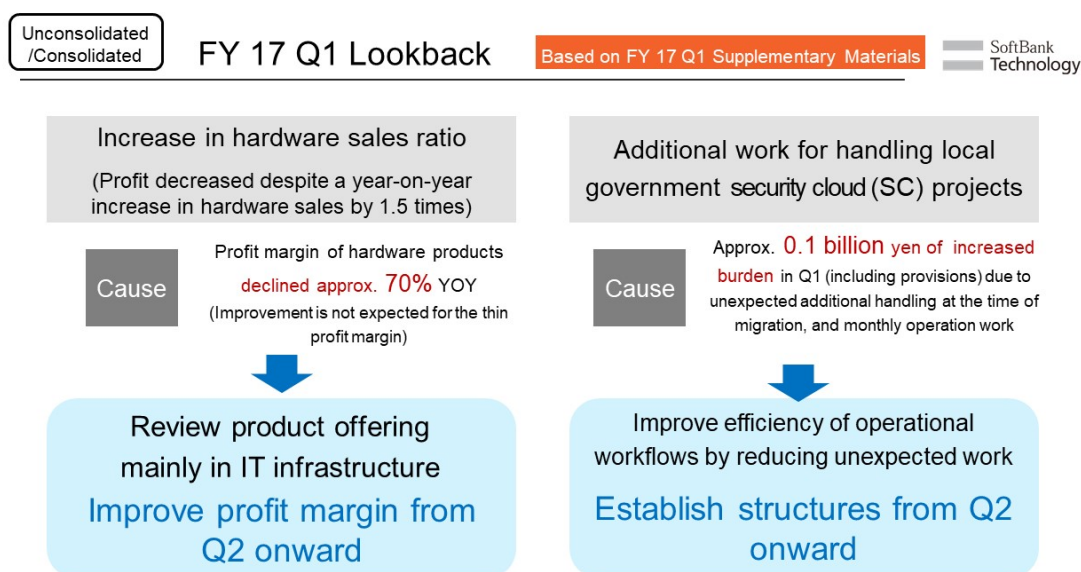 Unconsolidated
/Consolidated
FY 17 Q1 Lookback
Based on FY 17 Q1 Supplementary Materials
SoftBank
Technology
Increase in hardware sales ratio
(Profit decreased despite a year-on-year
increase in hardware sales by 1.5 times)
Cause
Profit margin of hardware products
declined approx. 70% YOY
(Improvement is not expected for the thin
profit margin)
Review product offering
mainly in IT infrastructure
Improve profit margin from
Q2 onward
Additional work for handling local
government security cloud (SC) projects
Cause
Approx. 0.1 billion yen of increased
burden in Q1 (including provisions) due to
unexpected additional handling at the time of
migration, and monthly operation work
Improve efficiency of operational
workflows by reducing unexpected work
Establish structures from Q2
onward